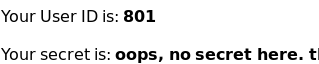 Your User ID is: 801
Your secret is: oops, no secret here. t